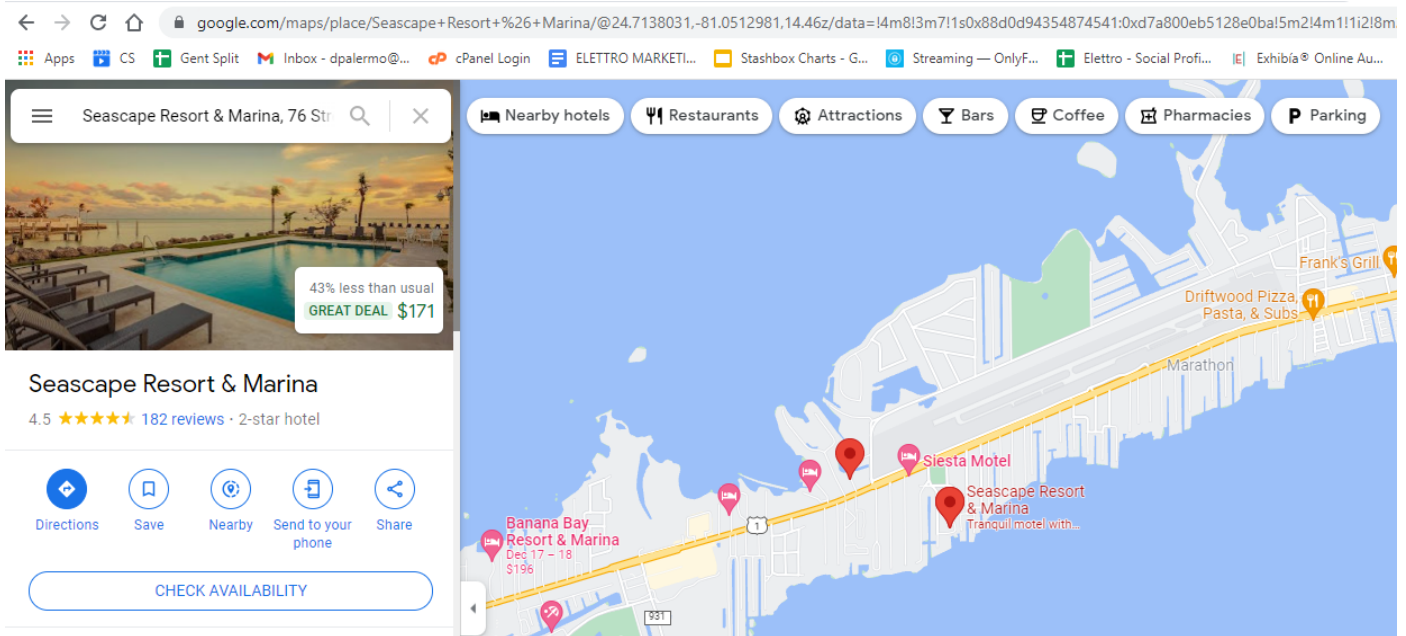 google.com/maps/place/Seascape+Resort+%26+Marina/@24.7138031,-81.0512981,14.46z/data=!4m8!3m7!1s0x88d0d94354874541:0xd7a800eb5128e0ba!5m2!4m1!1i2!8m
Apps CS Gent Split Inbox - dpalermo@... cPanel Login ELETTRO MARKETI... Stashbox Charts - G... Streaming — OnlyF... Elettro - Social Profi... Exhibía® Online Au...
Seascape Resort & Marina, 76 Str
Nearby hotels Restaurants Attractions Bars Coffee Pharmacies Parking
43% less than usual
GREAT DEAL $171
Seascape Resort & Marina
4.5 182 reviews · 2-star hotel
Directions Save Nearby Send to your phone Share
CHECK AVAILABILITY
Frank's Grill
Driftwood Pizza,
Pasta, & Subs
Marathon
Siesta Motel
Seascape Resort
& Marina
Tranquil motel with...
1
Banana Bay
Resort & Marina
Dec 17 – 18
$196
931